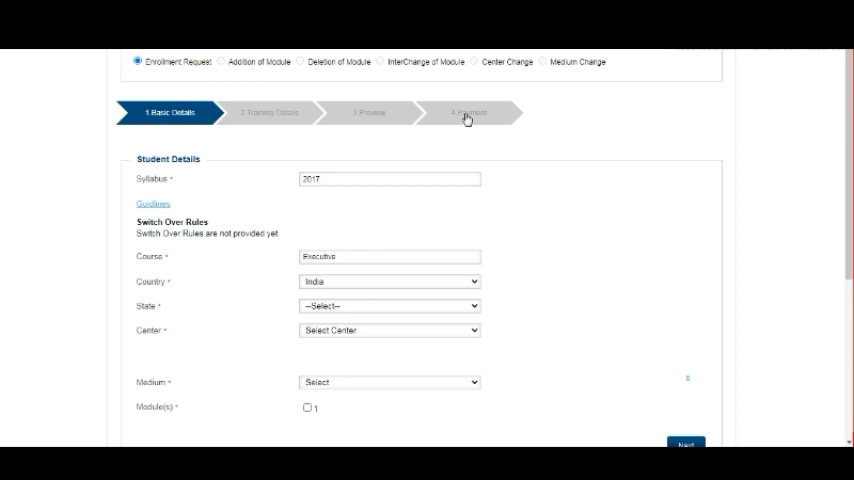 Enrollment Request Addition of Module Deletion of Module InterChange of Module Center Change Medium Change
1 Basic Details 2 Training Details 3 Preview 4 Payment
Student Details
Syllabus * 2017
Guidlines
Switch Over Rules
Switch Over Rules are not provided yet.
Course * Executive
Country * India
State * --Select--
Center * Select Center
Medium * Select
Module(s) * 1
Next